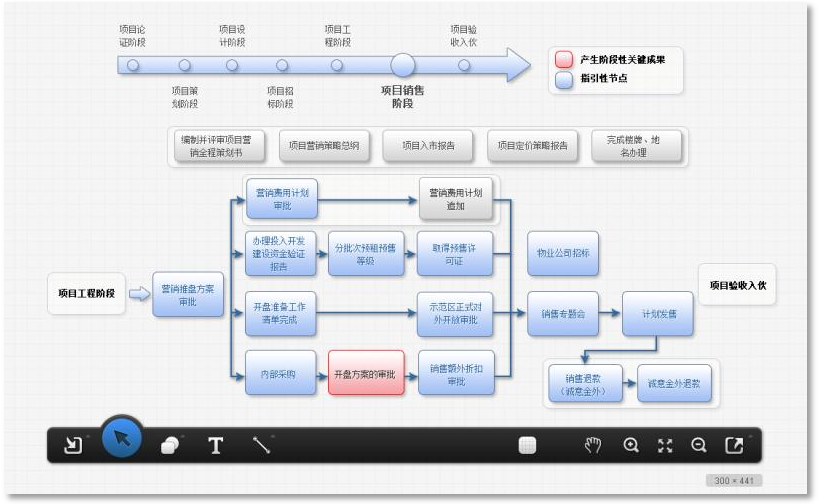 项目论
证阶段
项目设
计阶段
项目工
程阶段
项目验
收入伙
项目策
划阶段
项目招
标阶段
项目销售
阶段
产生阶段性关键成果
指引性节点
编制并评审项目营
销全程策划书
项目营销策略总纲
项目入市报告
项目定价策略报告
完成楼牌、地
名办理
营销费用计划
审批
营销费用计划
追加
办理投入开发
建设资金验证
报告
分批次预租预售
等级
取得预售许
可证
物业公司招标
项目工程阶段
营销推盘方案
审批
开盘准备工作
清单完成
示范区正式对
外开放审批
销售专题会
计划发售
项目验收入伙
内部采购
开盘方案的审批
销售额外折扣
审批
销售退款
(诚意金外)
诚意金外退款
T
300 × 441